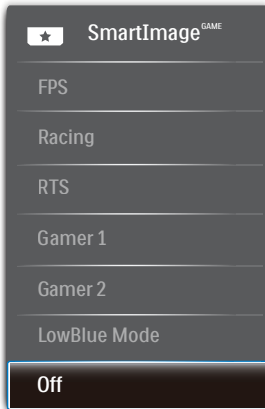 SmartImage GAME
FPS
Racing
RTS
Gamer 1
Gamer 2
LowBlue Mode
Off